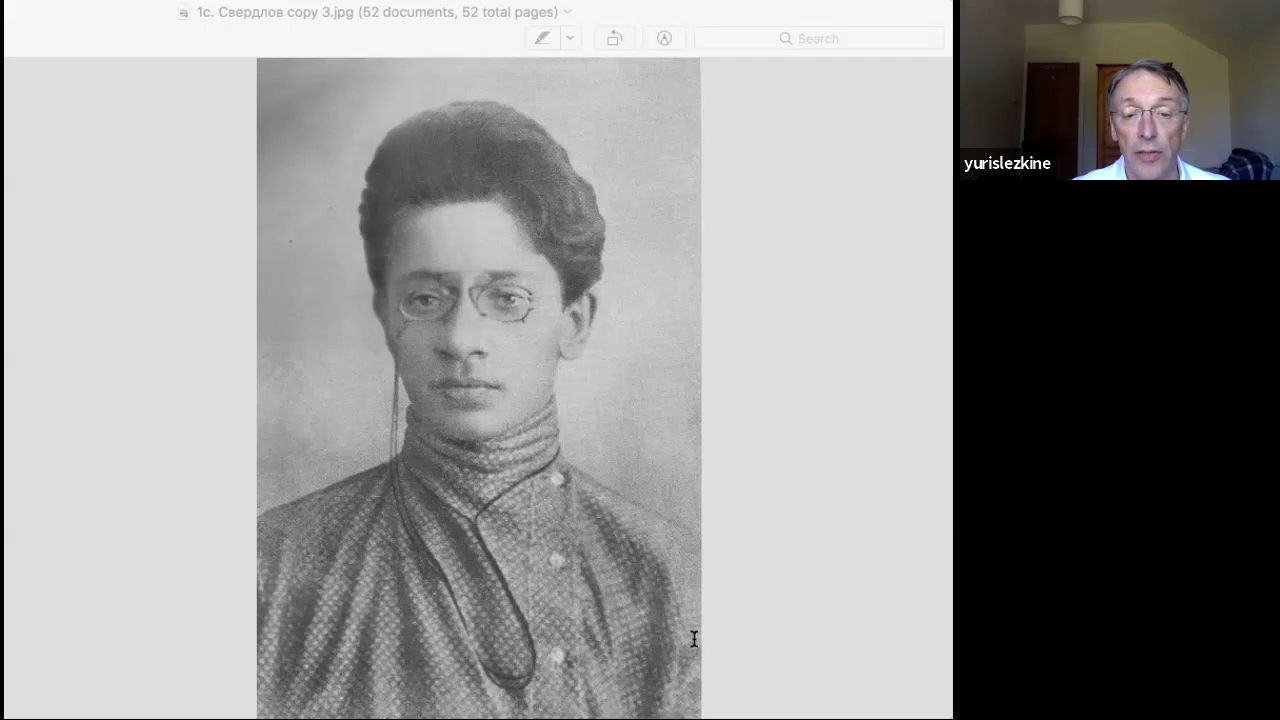 1c. Свердлов copy 3.jpg (52 documents, 52 total pages)
Search
yurislezkine